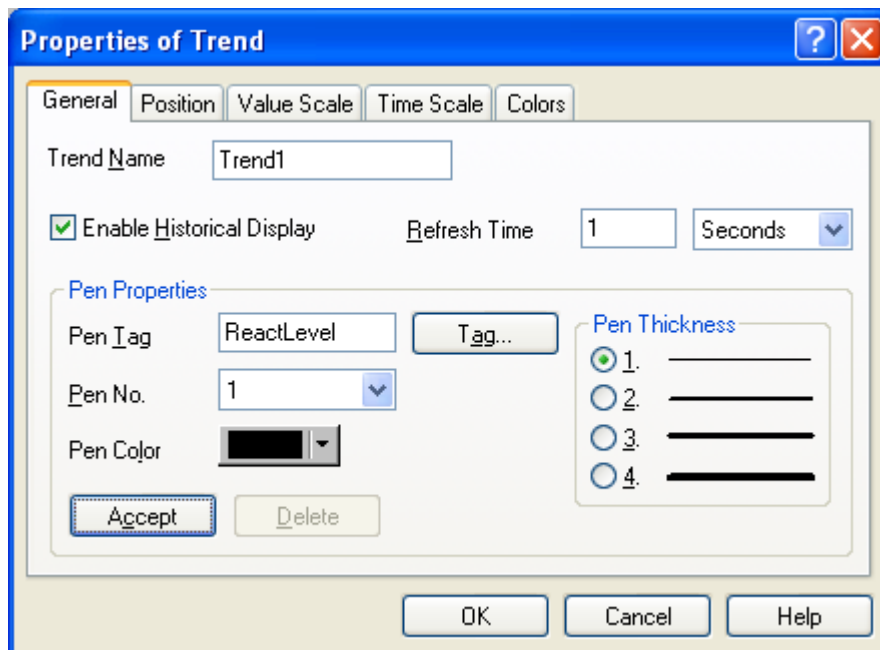 Properties of Trend
General Position Value Scale Time Scale Colors
Trend Name Trend1
Enable Historical Display Refresh Time 1 Seconds
Pen Properties
Pen Tag ReactLevel Tag... Pen Thickness
1.
Pen No. 1 2.
3.
Pen Color
4.
Accept Delete
OK Cancel Help